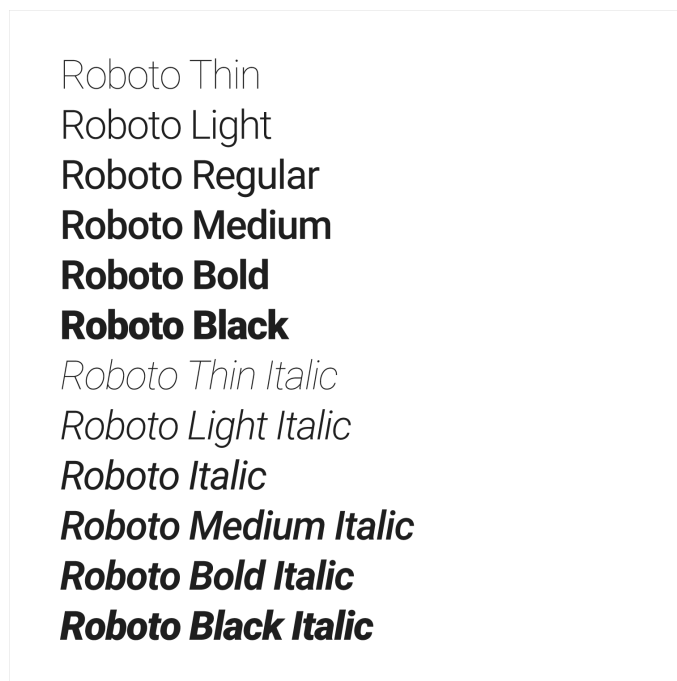 Roboto Thin
Roboto Light
Roboto Regular
Roboto Medium
Roboto Bold
Roboto Black
Roboto Thin Italic
Roboto Light Italic
Roboto Italic
Roboto Medium Italic
Roboto Bold Italic
Roboto Black Italic